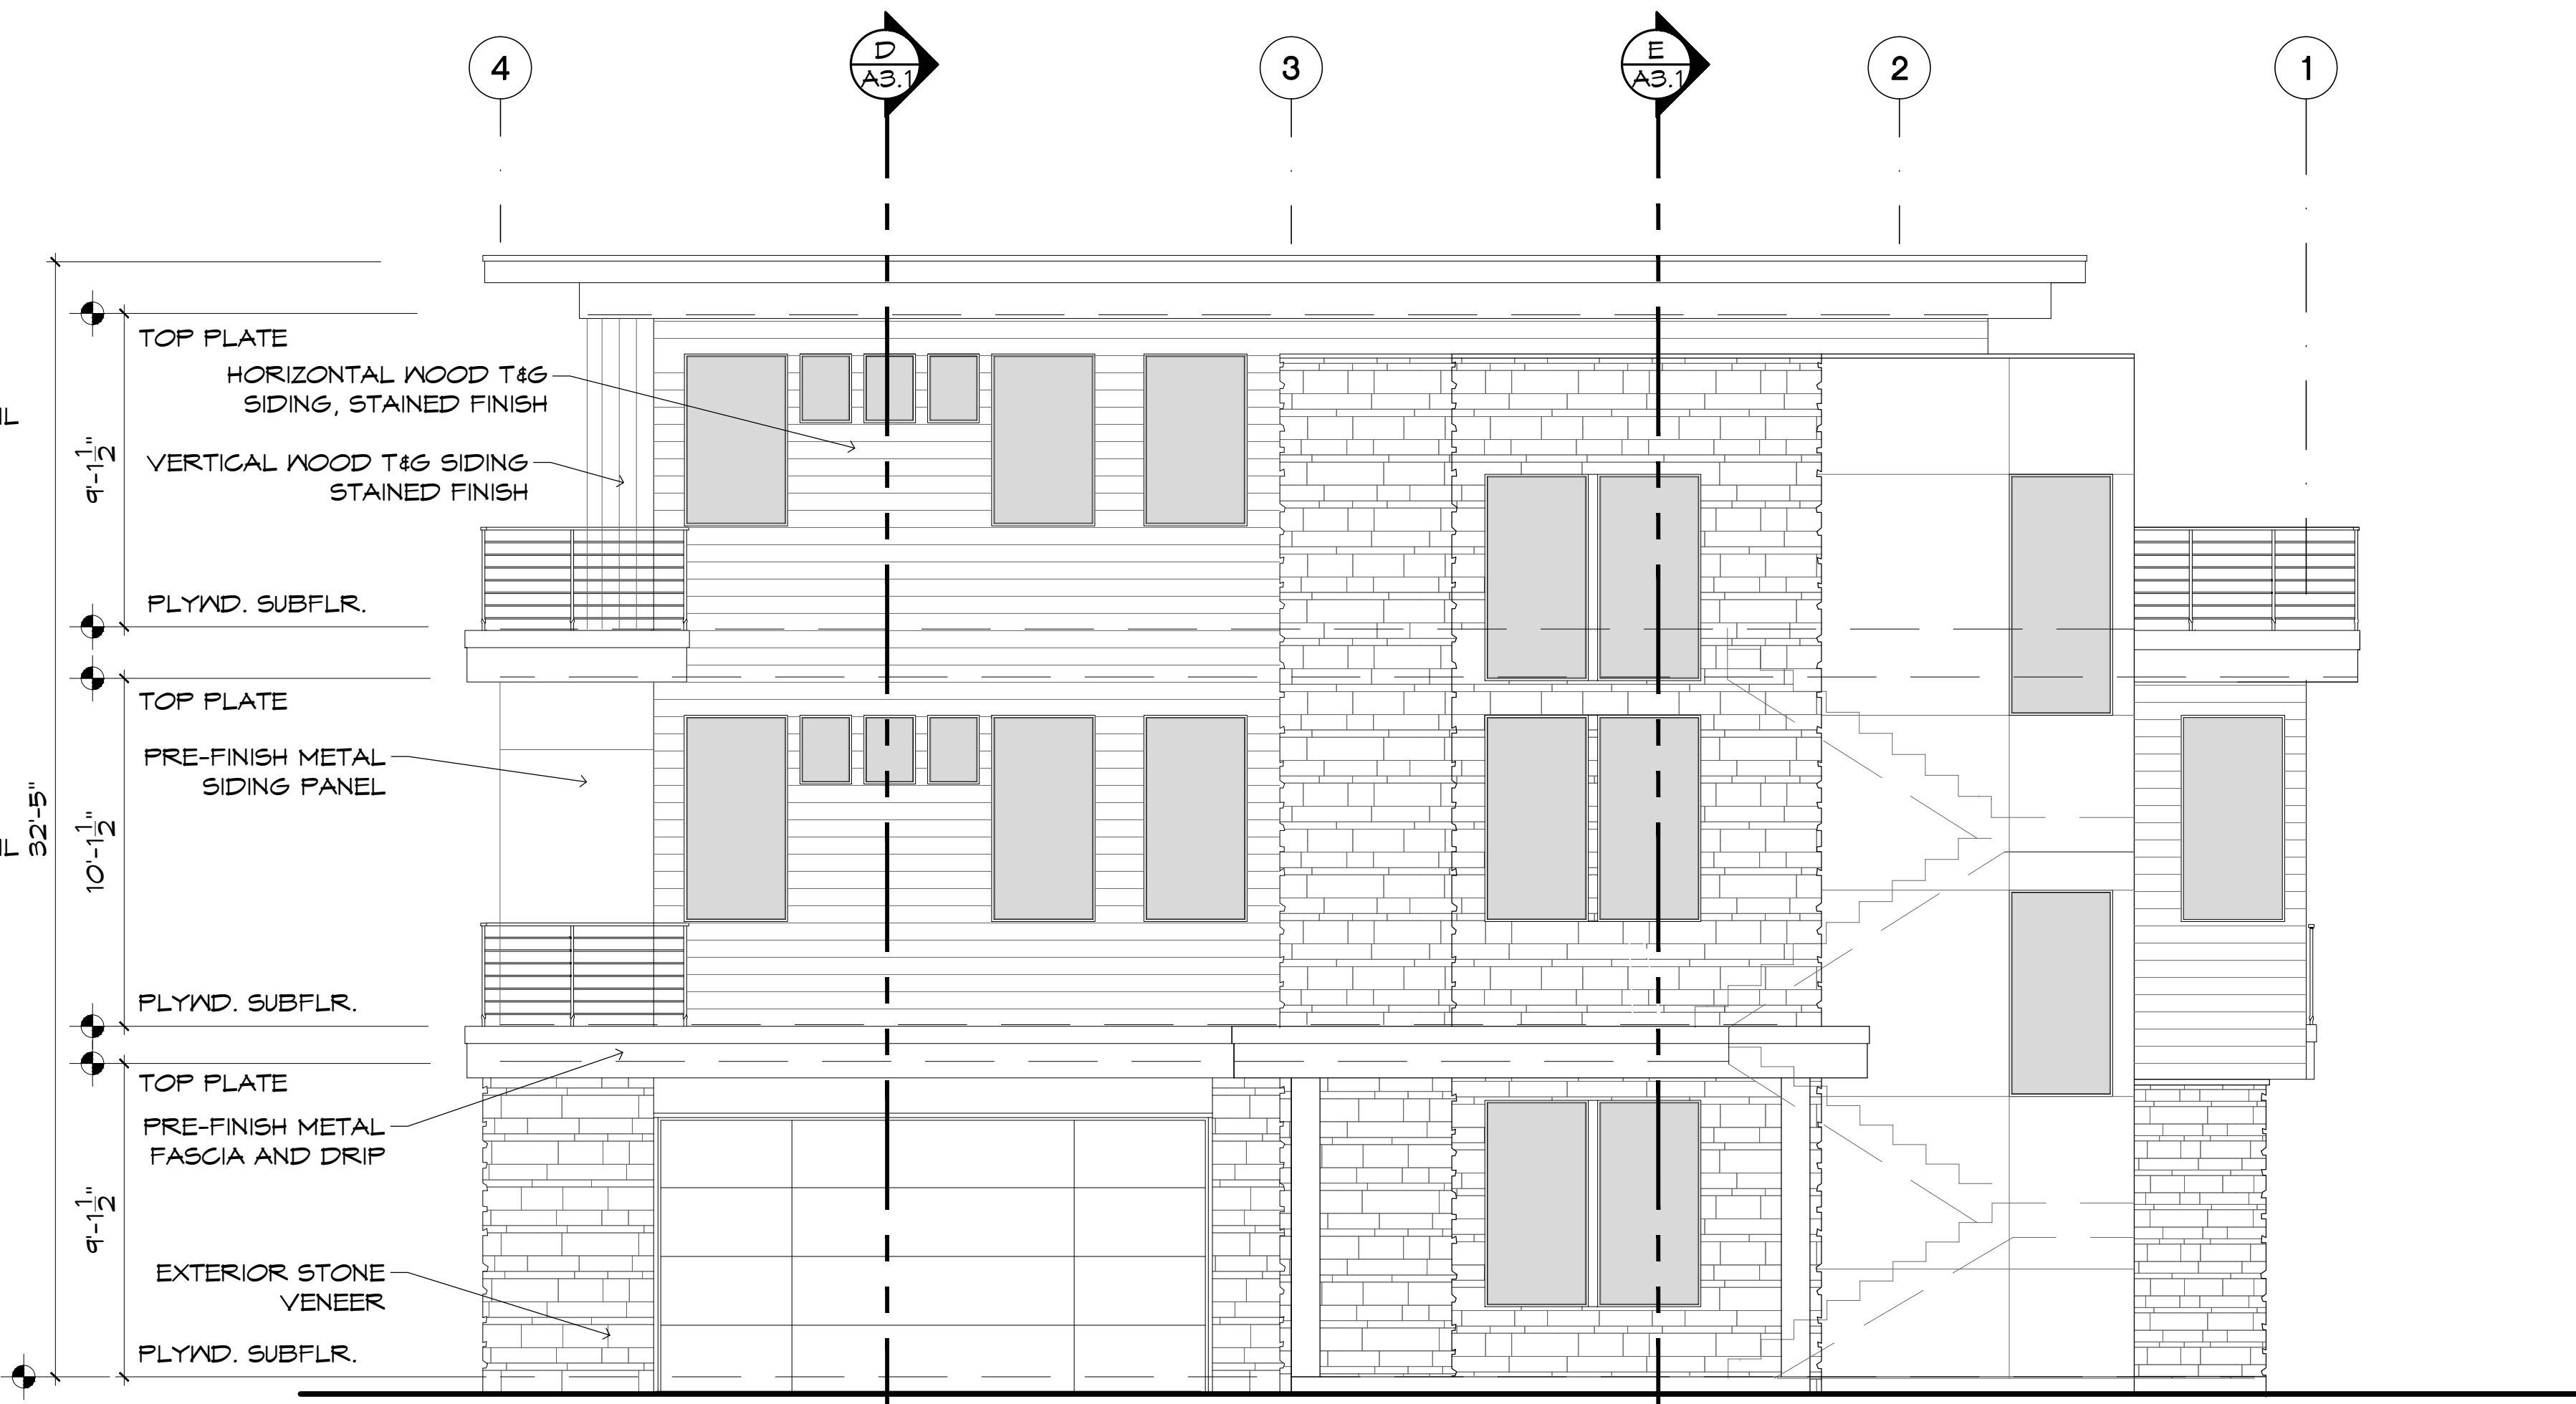 4
D
A3.1
3
E
A3.1
2
1
TOP PLATE
HORIZONTAL WOOD T&G
SIDING, STAINED FINISH
9'-1 1/2"
VERTICAL WOOD T&G SIDING
STAINED FINISH
PLYWD. SUBFLR.
TOP PLATE
PRE-FINISH METAL
SIDING PANEL
32'-5"
10'-1 1/2"
PLYWD. SUBFLR.
TOP PLATE
PRE-FINISH METAL
FASCIA AND DRIP
9'-1 1/2"
EXTERIOR STONE
VENEER
PLYWD. SUBFLR.